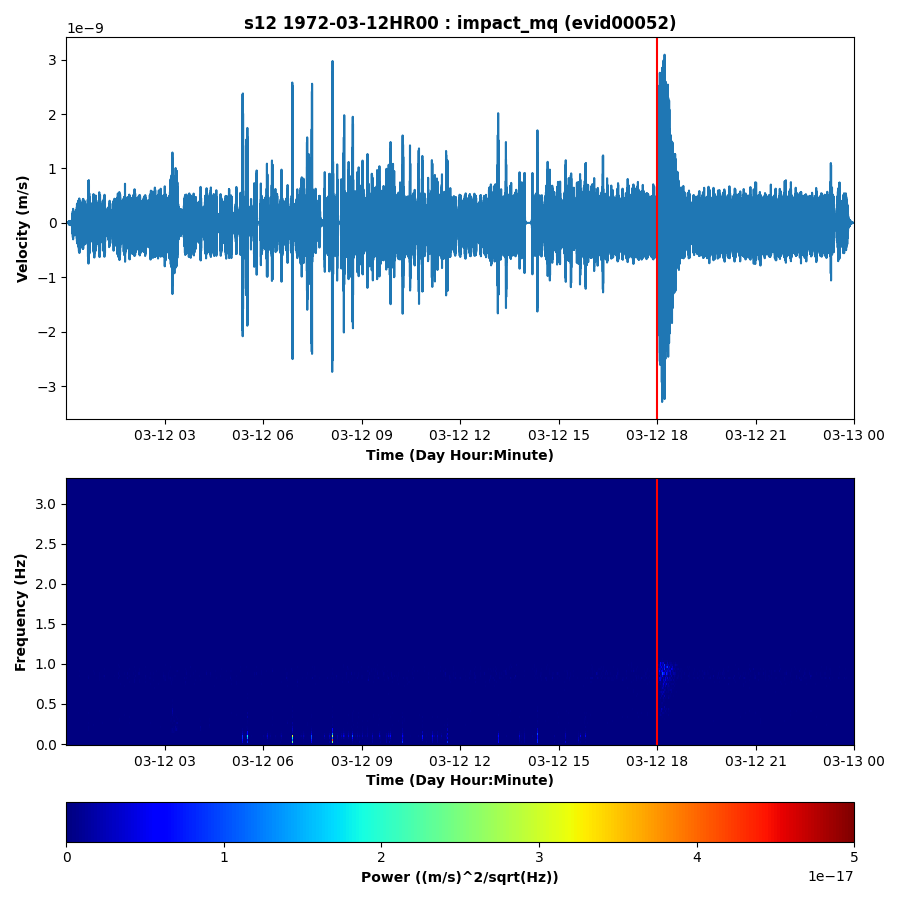 s12 1972-03-12HR00 : impact_mq (evid00052)
1e−9
3
2
1
0
−1
−2
−3
Velocity (m/s)
03-12 03 03-12 06 03-12 09 03-12 12 03-12 15 03-12 18 03-12 21 03-13 00
Time (Day Hour:Minute)
3.0
2.5
2.0
1.5
1.0
0.5
0.0
Frequency (Hz)
03-12 03 03-12 06 03-12 09 03-12 12 03-12 15 03-12 18 03-12 21 03-13 00
Time (Day Hour:Minute)
0 1 2 3 4 5
1e−17
Power ((m/s)^2/sqrt(Hz))